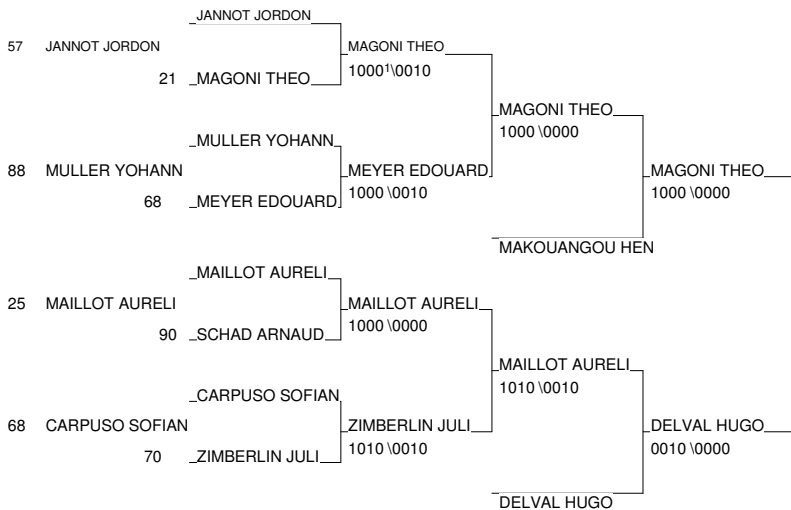 JANNOT JORDON
57 JANNOT JORDON MAGONI THEO
21 MAGONI THEO 1000¹\0010
MAGONI THEO
1000 \0000
MULLER YOHANN
88 MULLER YOHANN MEYER EDOUARD MAGONI THEO
1000 \0010 1000 \0000
68 MEYER EDOUARD
MAKOUANGOU HEN
MAILLOT AURELI
25 MAILLOT AURELI MAILLOT AURELI
1000 \0000
90 SCHAD ARNAUD
MAILLOT AURELI
1010 \0010
CARPUSO SOFIAN
68 CARPUSO SOFIAN ZIMBERLIN JULI DELVAL HUGO
1010 \0010 0010 \0000
70 ZIMBERLIN JULI
DELVAL HUGO